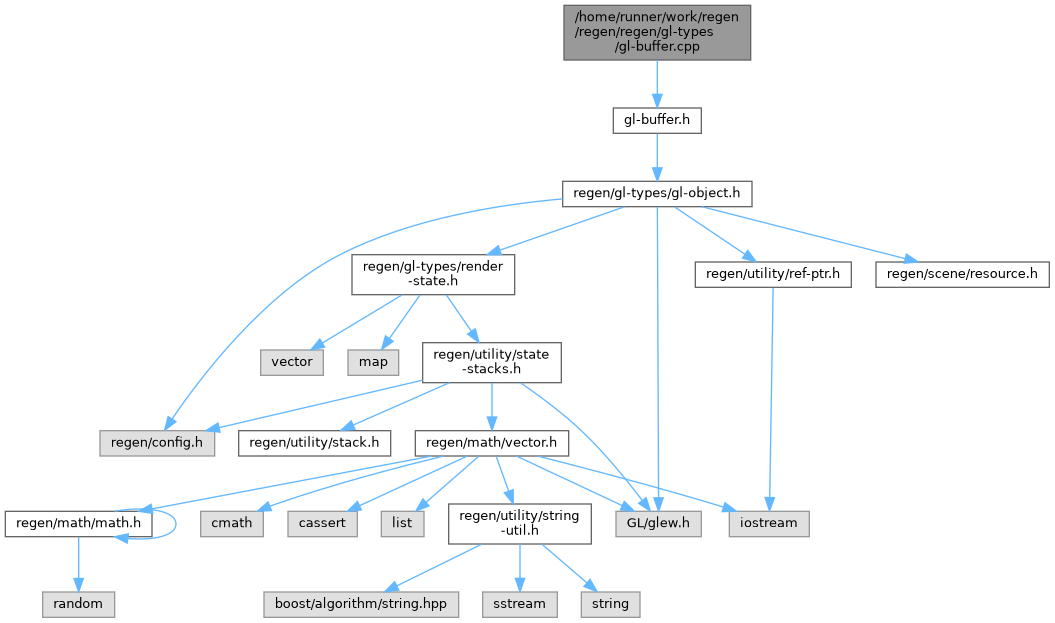 /home/runner/work/regen
/regen/regen/gl-types
/gl-buffer.cpp
gl-buffer.h
regen/gl-types/gl-object.h
regen/gl-types/render
-state.h
regen/utility/ref-ptr.h
regen/scene/resource.h
vector
map
regen/utility/state
-stacks.h
regen/config.h
regen/utility/stack.h
regen/math/vector.h
regen/math/math.h
cmath
cassert
list
regen/utility/string
-util.h
GL/glew.h
iostream
random
boost/algorithm/string.hpp
sstream
string